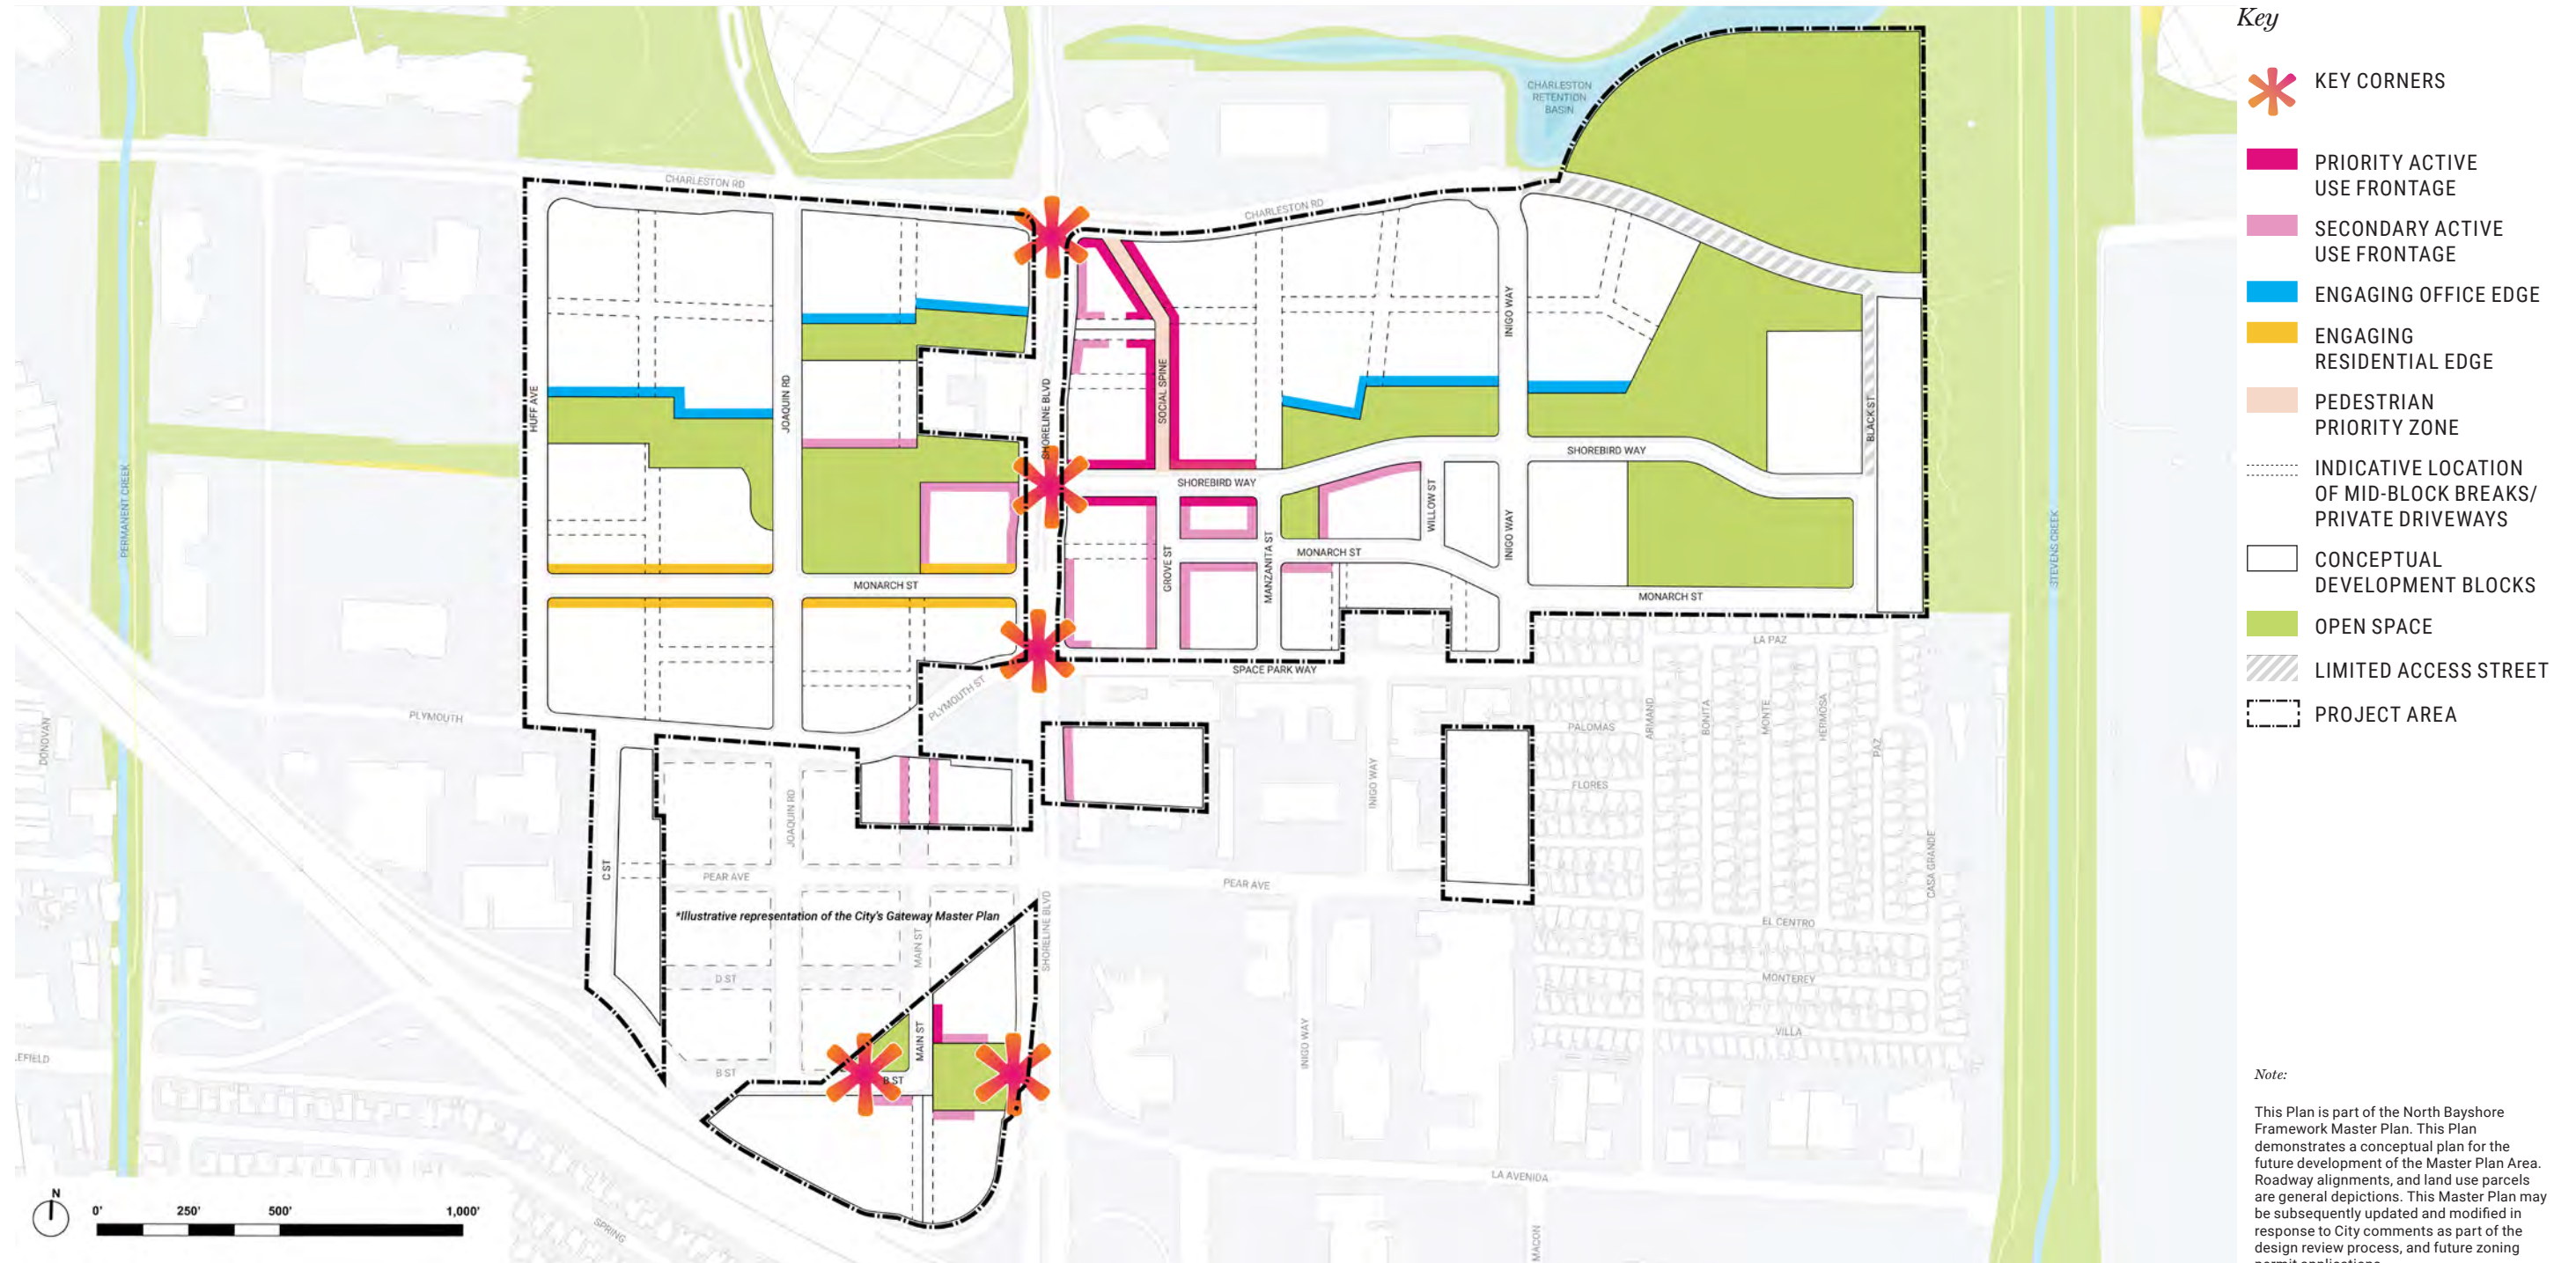 Key
KEY CORNERS
PRIORITY ACTIVE
USE FRONTAGE
SECONDARY ACTIVE
USE FRONTAGE
ENGAGING OFFICE EDGE
ENGAGING
RESIDENTIAL EDGE
PEDESTRIAN
PRIORITY ZONE
INDICATIVE LOCATION
OF MID-BLOCK BREAKS/
PRIVATE DRIVEWAYS
CONCEPTUAL
DEVELOPMENT BLOCKS
OPEN SPACE
LIMITED ACCESS STREET
PROJECT AREA
Note:
This Plan is part of the North Bayshore
Framework Master Plan. This Plan
demonstrates a conceptual plan for the
future development of the Master Plan Area.
Roadway alignments, and land use parcels
are general depictions. This Master Plan may
be subsequently updated and modified in
response to City comments as part of the
design review process, and future zoning
permit applications.
CHARLESTON
RETENTION
BASIN
CHARLESTON RD
CHARLESTON RD
HUFF AVE
JOAQUIN RD
SHORELINE BLVD
SOCIAL SPINE
INIGO WAY
BLACK ST
PERMANENT CREEK
STEVENS CREEK
SHOREBIRD WAY
SHOREBIRD WAY
WILLOW ST
INIGO WAY
GROVE ST
MANZANITA ST
MONARCH ST
MONARCH ST
MONARCH ST
SPACE PARK WAY
PLYMOUTH ST
PLYMOUTH
DONOVAN
LA PAZ
PALOMAS
ARMAND
BONITA
MONTE
HERMOSA
PAZ
FLORES
CASA GRANDE
INIGO WAY
JOAQUIN RD
C ST
PEAR AVE
PEAR AVE
*Illustrative representation of the City's Gateway Master Plan
MAIN ST
SHORELINE BLVD
EL CENTRO
MONTEREY
VILLA
D ST
MAIN ST
B ST
B ST
INIGO WAY
LEFIELD
LA AVENIDA
MACON
SPRING
N
0'
250'
500'
1,000'